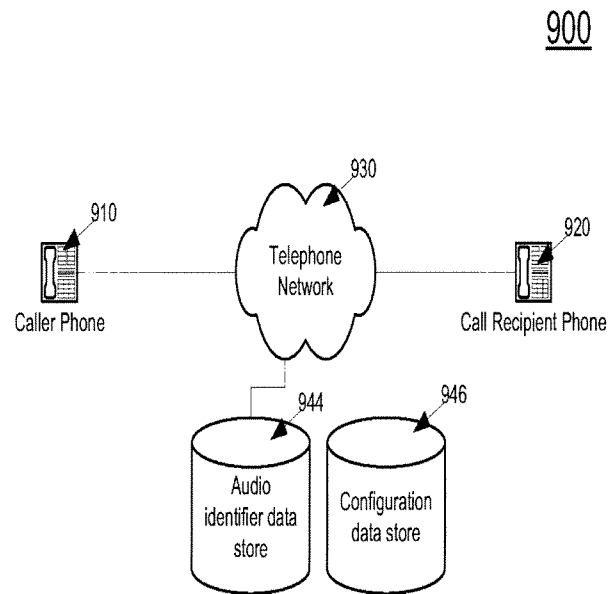 900
930
910
920
Telephone
Network
Caller Phone
Call Recipient Phone
944
946
Audio
identifier data
store
Configuration
data store